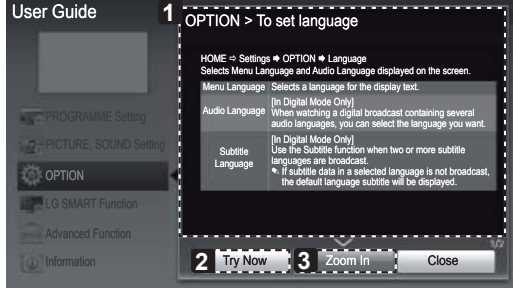 User Guide
1
OPTION > To set language
HOME ⇨ Settings ➡ OPTION ➡ Language
Selects Menu Language and Audio Language displayed on the screen.
Menu Language Selects a language for the display text.
Audio Language
[In Digital Mode Only]
When watching a digital broadcast containing several
audio languages, you can select the language you want.
Subtitle
Language
[In Digital Mode Only]
Use the Subtitle function when two or more subtitle
languages are broadcast.
✎ If subtitle data in a selected language is not broadcast,
the default language subtitle will be displayed.
PROGRAMME Setting
PICTURE, SOUND Setting
OPTION
LG SMART Function
Advanced Function
Information
1/2
2 Try Now
3 Zoom In
Close